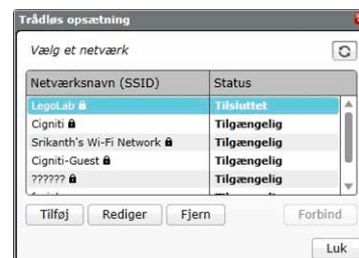 Trådløs opsætning
Vælg et netværk
Netværksnavn (SSID) Status
LegoLab Tilsluttet
Cigniti Tilgængelig
Srikanth's Wi-Fi Network Tilgængelig
Cigniti-Guest Tilgængelig
?????? Tilgængelig
Tilføj Rediger Fjern Forbind
Luk